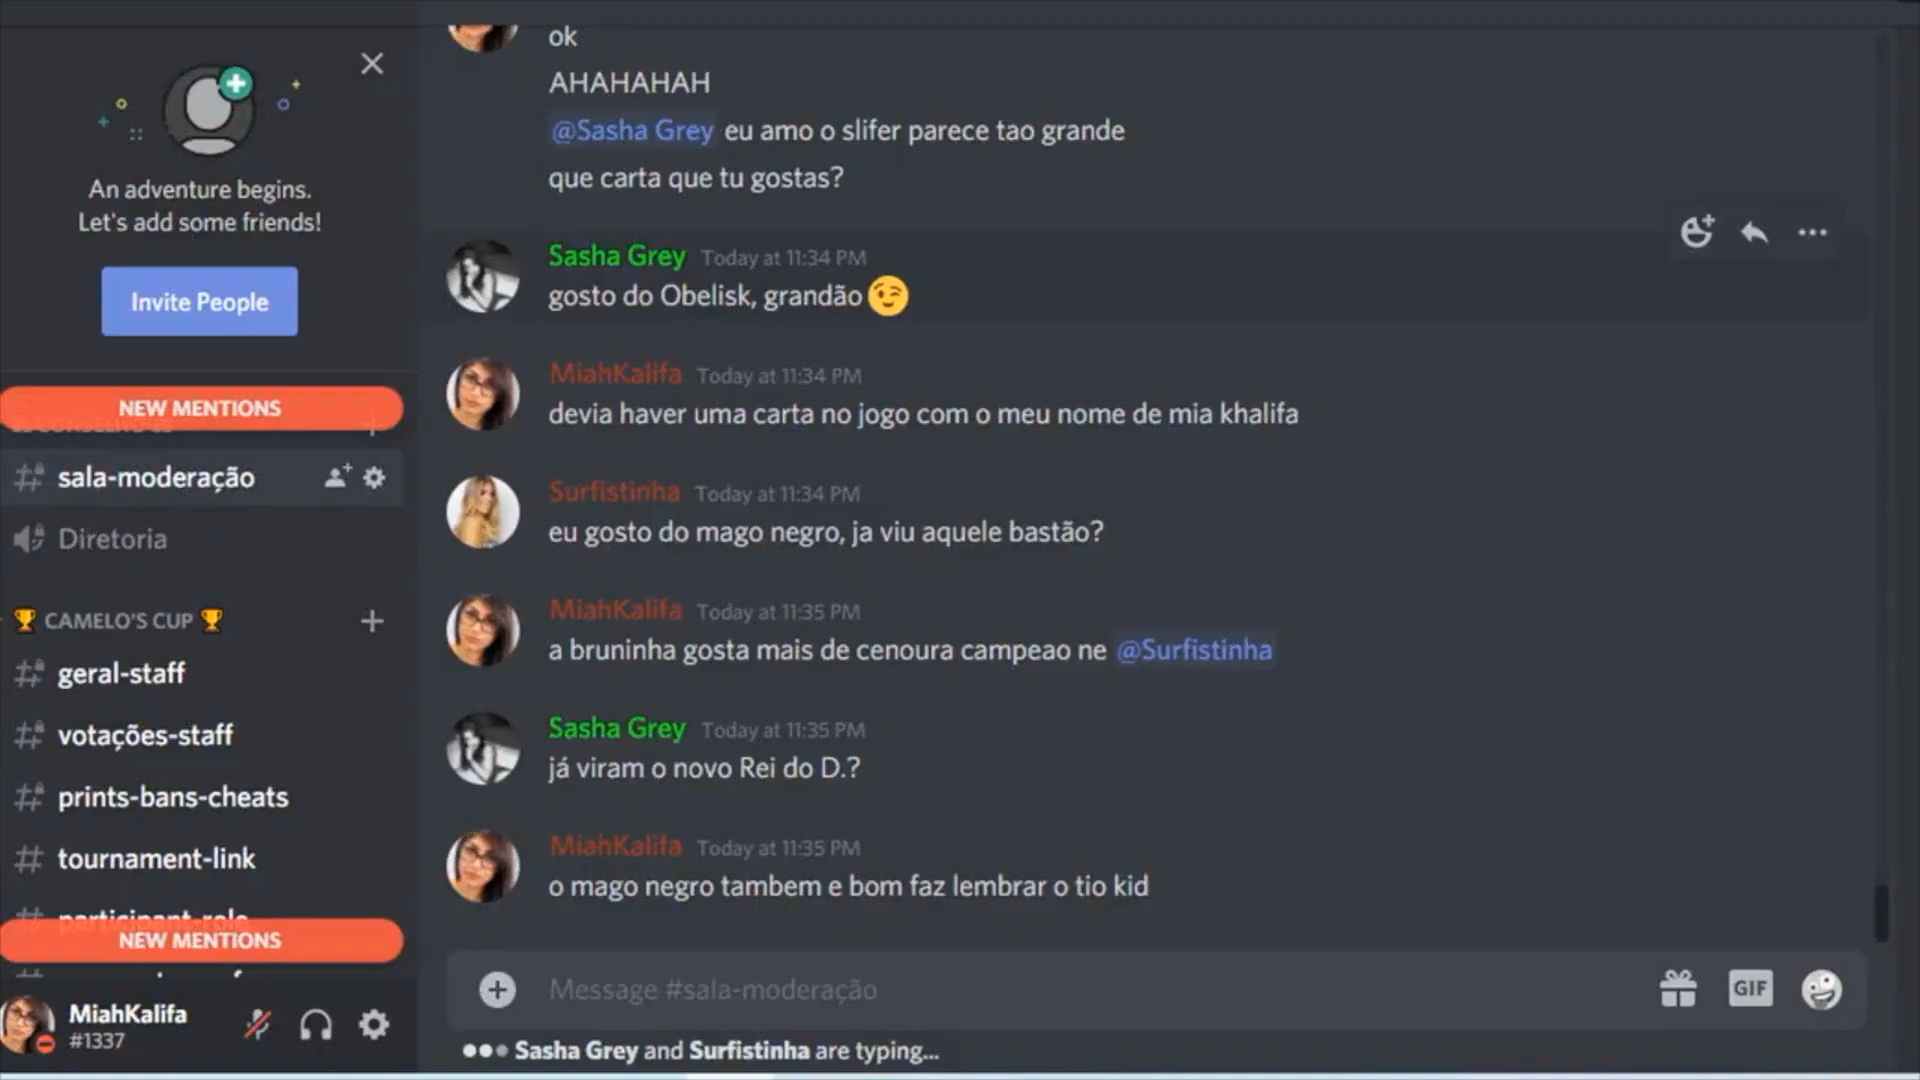 An adventure begins.
Let's add some friends!
Invite People
NEW MENTIONS
sala-moderação
Diretoria
CAMELO'S CUP
geral-staff
votações-staff
prints-bans-cheats
tournament-link
participant-role
NEW MENTIONS
MiahKalifa
#1337
ok
AHAHAHAH
@Sasha Grey eu amo o slifer parece tao grande
que carta que tu gostas?
Sasha Grey Today at 11:34 PM
gosto do Obelisk, grandão😉
MiahKalifa Today at 11:34 PM
devia haver uma carta no jogo com o meu nome de mia khalifa
Surfistinha Today at 11:34 PM
eu gosto do mago negro, ja viu aquele bastão?
MiahKalifa Today at 11:35 PM
a bruninha gosta mais de cenoura campeao ne @Surfistinha
Sasha Grey Today at 11:35 PM
já viram o novo Rei do D.?
MiahKalifa Today at 11:35 PM
o mago negro tambem e bom faz lembrar o tio kid
Message #sala-moderação
GIF
Sasha Grey and Surfistinha are typing...